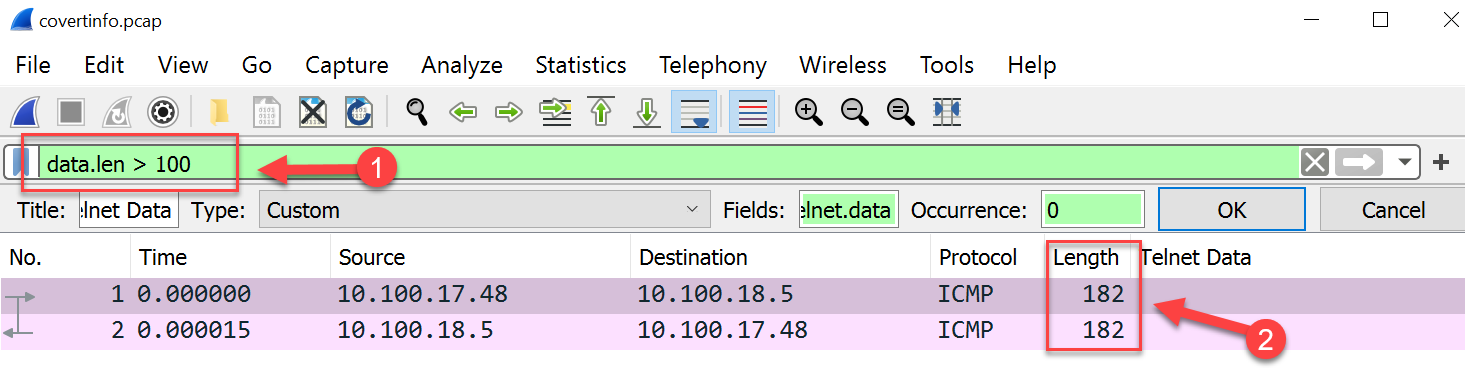 covertinfo.pcap
File Edit View Go Capture Analyze Statistics Telephony Wireless Tools Help
data.len > 100 1
Title: elnet Data Type: Custom Fields: elnet.data Occurrence: 0 OK Cancel
No. Time Source Destination Protocol Length Telnet Data
1 0.000000 10.100.17.48 10.100.18.5 ICMP 182
2 0.000015 10.100.18.5 10.100.17.48 ICMP 182 2